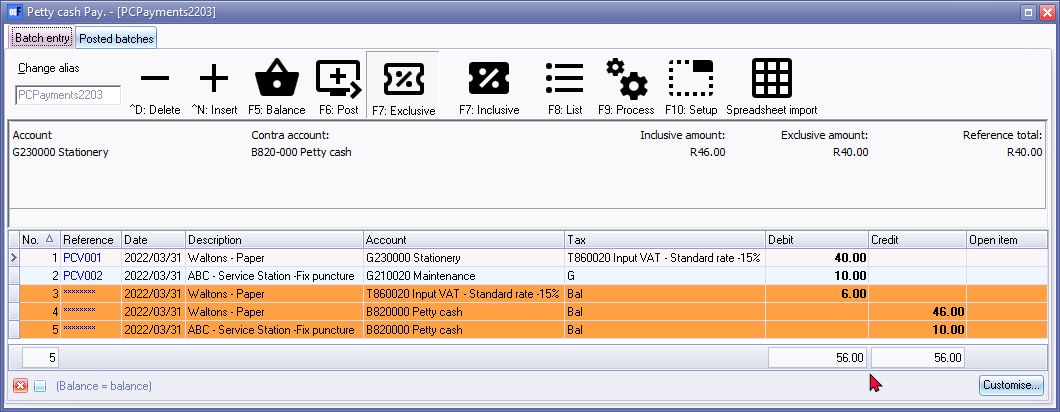 Petty cash Pay. - [PCPayments2203]
Batch entry Posted batches
Change alias
PCPayments2203
^D: Delete ^N: Insert F5: Balance F6: Post F7: Exclusive F7: Inclusive F8: List F9: Process F10: Setup Spreadsheet import
Account Contra account: Inclusive amount: Exclusive amount: Reference total:
G230000 Stationery B820-000 Petty cash R46.00 R40.00 R40.00
No. Reference Date Description Account Tax Debit Credit Open item
1 PCV001 2022/03/31 Waltons - Paper G230000 Stationery T860020 Input VAT - Standard rate -15% 40.00
2 PCV002 2022/03/31 ABC - Service Station -Fix puncture G210020 Maintenance G 10.00
3 ******** 2022/03/31 Waltons - Paper T860020 Input VAT - Standard rate -15% Bal 6.00
4 ******** 2022/03/31 Waltons - Paper B820000 Petty cash Bal 46.00
5 ******** 2022/03/31 ABC - Service Station -Fix puncture B820000 Petty cash Bal 10.00
5 56.00 56.00
(Balance = balance) Customise...